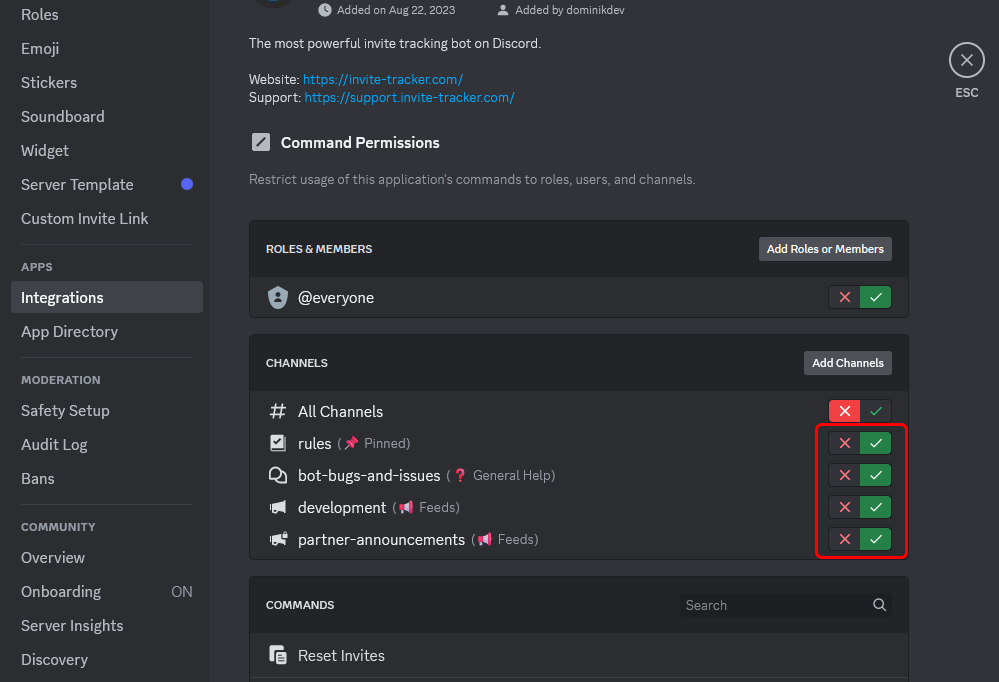 Roles
Emoji
Stickers
Soundboard
Widget
Server Template
Custom Invite Link
APPS
Integrations
App Directory
MODERATION
Safety Setup
Audit Log
Bans
COMMUNITY
Overview
Onboarding ON
Server Insights
Discovery
Added on Aug 22, 2023 Added by dominikdev
The most powerful invite tracking bot on Discord.
Website: https://invite-tracker.com/
Support: https://support.invite-tracker.com/
Command Permissions
Restrict usage of this application's commands to roles, users, and channels.
ROLES & MEMBERS Add Roles or Members
@everyone
CHANNELS Add Channels
All Channels
rules (📌 Pinned)
bot-bugs-and-issues (❓ General Help)
development (📢 Feeds)
partner-announcements (📢 Feeds)
COMMANDS Search
Reset Invites
ESC